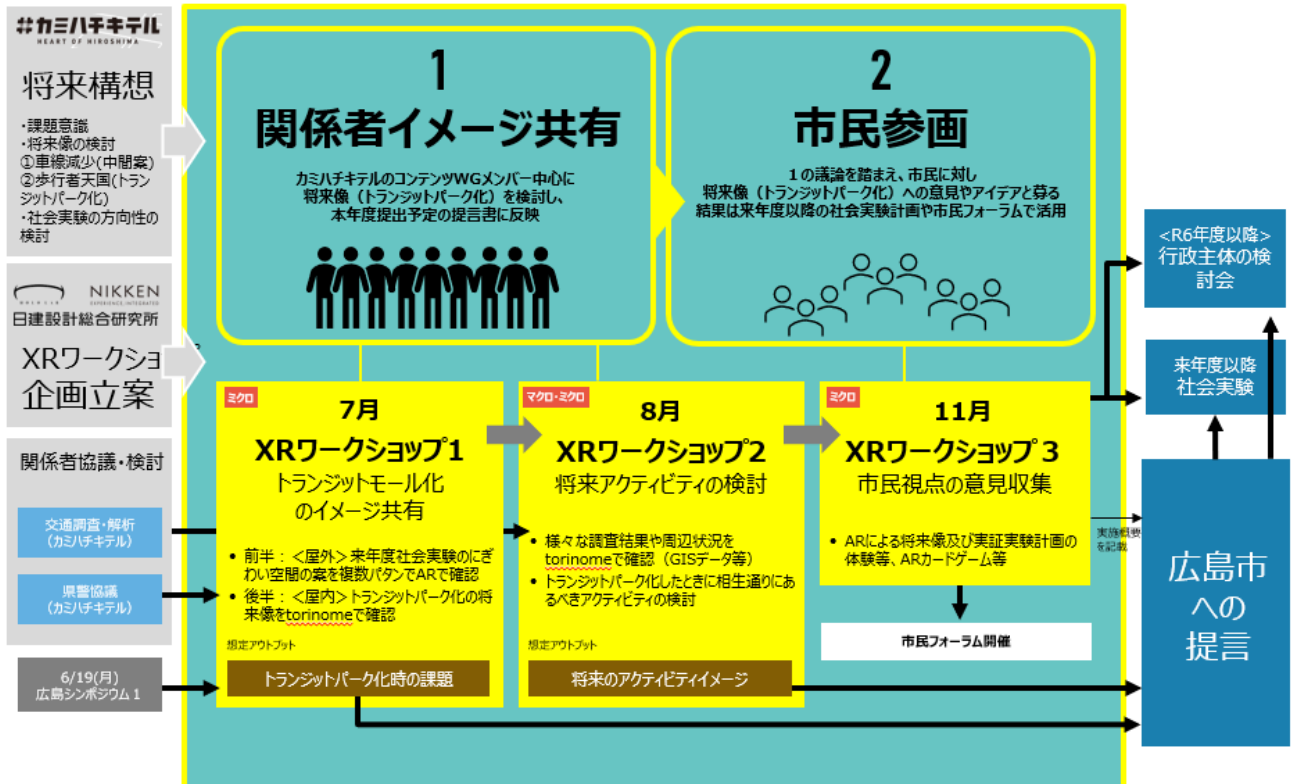 #カミハチキテル
HEART OF HIROSHIMA
将来構想
・課題意識
・将来像の検討
①車線減少(中間案)
②歩行者天国(トラン
ジットパーク化)
・社会実験の方向性の
検討
NIKKEN
EXPERIENCE, INTEGRATED
日建設計総合研究所
XRワークショップ
企画立案
関係者協議・検討
交通調査・解析
(カミハチキテル)
県警協議
(カミハチキテル)
6/19(月)
広島シンポジウム1
1
関係者イメージ共有
カミハチキテルのコンテンツWGメンバー中心に
将来像（トランジットパーク化）を検討し、
本年度提出予定の提言書に反映
2
市民参画
１の議論を踏まえ、市民に対し
将来像（トランジットパーク化）への意見やアイデアと募る
結果は来年度以降の社会実験計画や市民フォーラムで活用
ミクロ
7月
XRワークショップ1
トランジットモール化
のイメージ共有
• 前半：＜屋外＞来年度社会実験のにぎ
わい空間の案を複数パタンでARで確認
• 後半：＜屋内＞トランジットパーク化の将
来像をtorinomeで確認
想定アウトプット
トランジットパーク化時の課題
マクロ・ミクロ
8月
XRワークショップ2
将来アクティビティの検討
• 様々な調査結果や周辺状況を
torinomeで確認（GISデータ等）
• トランジットパーク化したときに相生通りにあ
るべきアクティビティの検討
想定アウトプット
将来のアクティビティイメージ
ミクロ
11月
XRワークショップ３
市民視点の意見収集
• ARによる将来像及び実証実験計画の
体験等、ARカードゲーム等
市民フォーラム開催
<R6年度以降>
行政主体の検
討会
来年度以降
社会実験
実施概要
を記載
広島市
への
提言